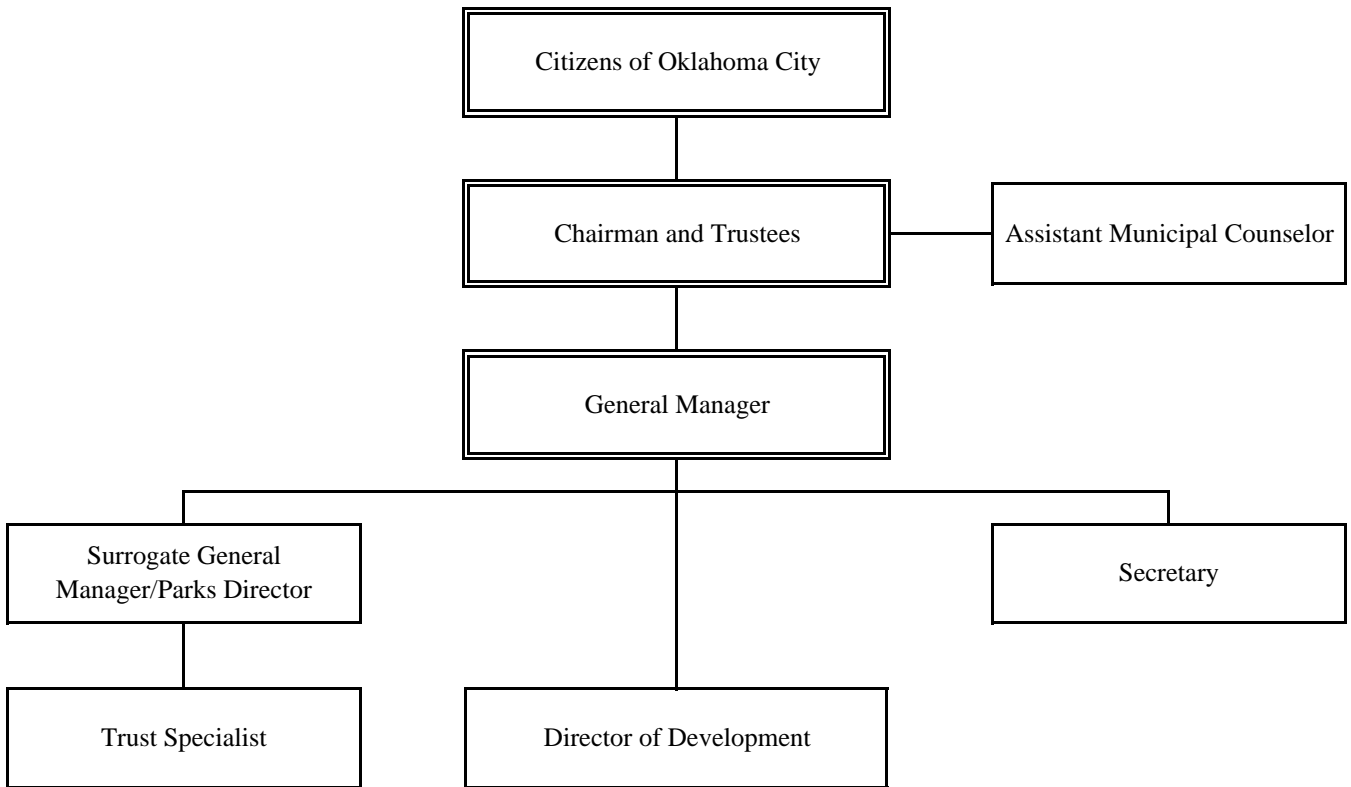 Citizens of Oklahoma City
Chairman and Trustees
Assistant Municipal Counselor
General Manager
Surrogate General
Manager/Parks Director
Secretary
Trust Specialist
Director of Development